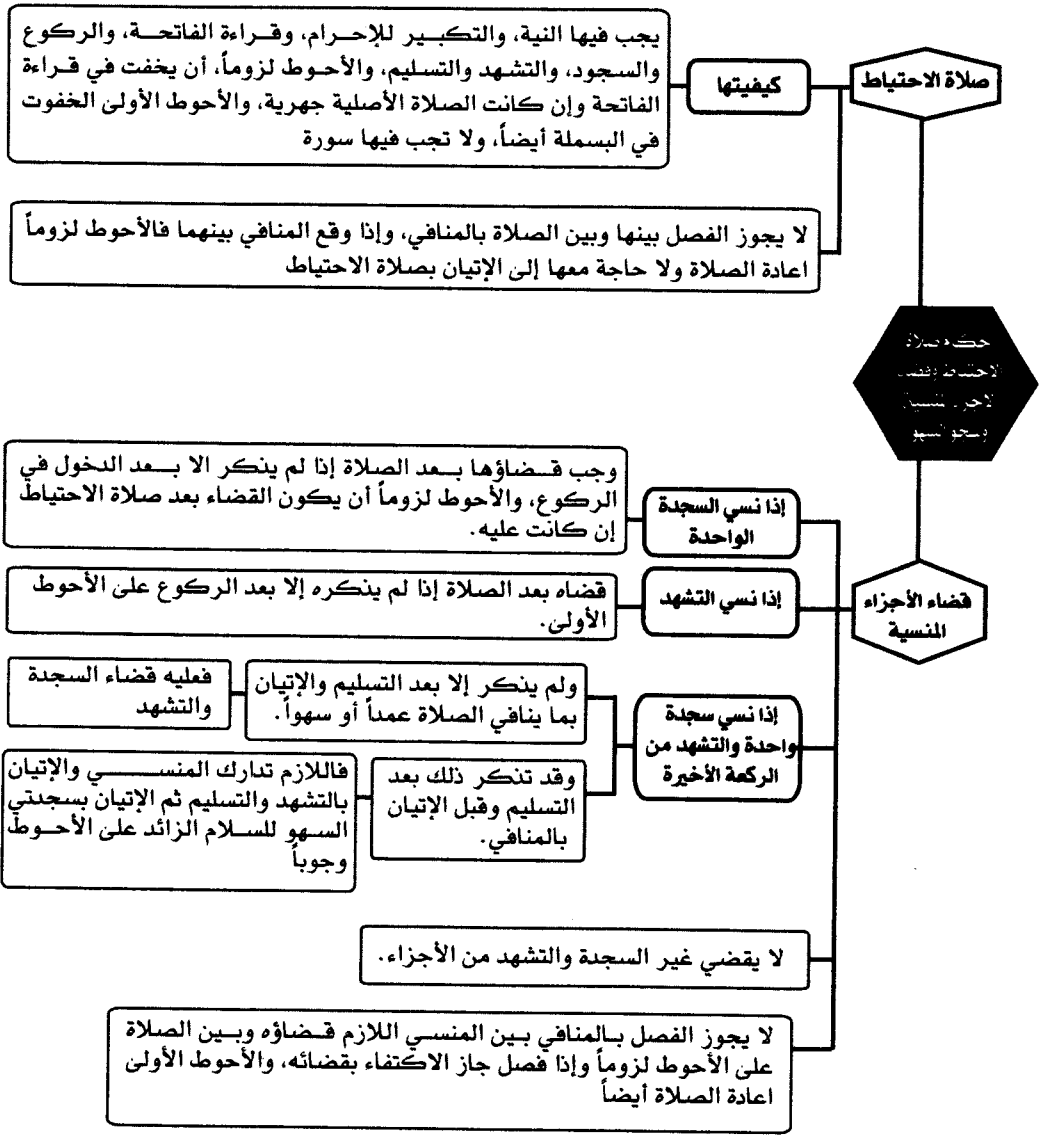 صلاة الاحتياط
كيفيتها
يجب فيها النية، والتكبير للإحرام، وقراءة الفاتحة، والركوع
والسجود، والتشهد والتسليم، والأحوط لزوماً، أن يخفت في قراءة
الفاتحة وإن كانت الصلاة الأصلية جهرية، والأحوط الأولى الخفوت
في البسملة أيضاً، ولا تجب فيها سورة
لا يجوز الفصل بينها وبين الصلاة بالمنافي، وإذا وقع المنافي بينهما فالأحوط لزوماً
اعادة الصلاة ولا حاجة معها إلى الإتيان بصلاة الاحتياط
صلاة
السهو
قضاء الأجزاء
المنسية
إذا نسي السجدة
الواحدة
وجب قضاؤها بعد الصلاة إذا لم يذكر الا بعد الدخول في
الركوع، والأحوط لزوماً أن يكون القضاء بعد صلاة الاحتياط
إن كانت عليه.
إذا نسي التشهد
قضاه بعد الصلاة إذا لم يذكره إلا بعد الركوع على الأحوط
الأولى.
إذا نسي سجدة
واحدة والتشهد من
الركعة الأخيرة
ولم يذكر إلا بعد التسليم والإتيان
بما ينافي الصلاة عمداً أو سهواً.
فعليه قضاء السجدة
والتشهد
وقد تذكر ذلك بعد
التسليم وقبل الإتيان
بالمنافي.
فاللازم تدارك المنسي والإتيان
بالتشهد والتسليم ثم الإتيان بسجدتي
السهو للسلام الزائد على الأحوط
وجوباً
لا يقضي غير السجدة والتشهد من الأجزاء.
لا يجوز الفصل بالمنافي بين المنسي اللازم قضاؤه وبين الصلاة
على الأحوط لزوماً وإذا فصل جاز الاكتفاء بقضائه، والأحوط الأولى
اعادة الصلاة أيضاً